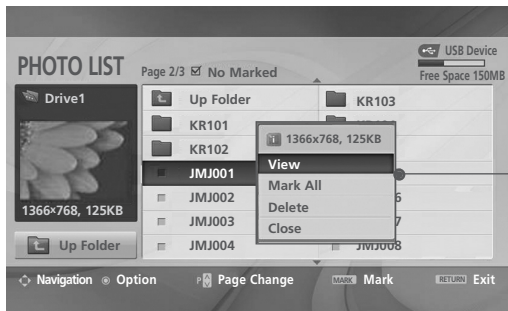 USB Device
PHOTO LIST
Page 2/3 No Marked
Free Space 150MB
Drive1
Up Folder
KR103
KR101
KR102
1366x768, 125KB
JMJ001
View
Mark All
JMJ002
6
Delete
JMJ003
7
Close
JMJ004
JMJ008
1366×768, 125KB
Up Folder
Navigation
Option
P Page Change
MARK Mark
RETURN Exit